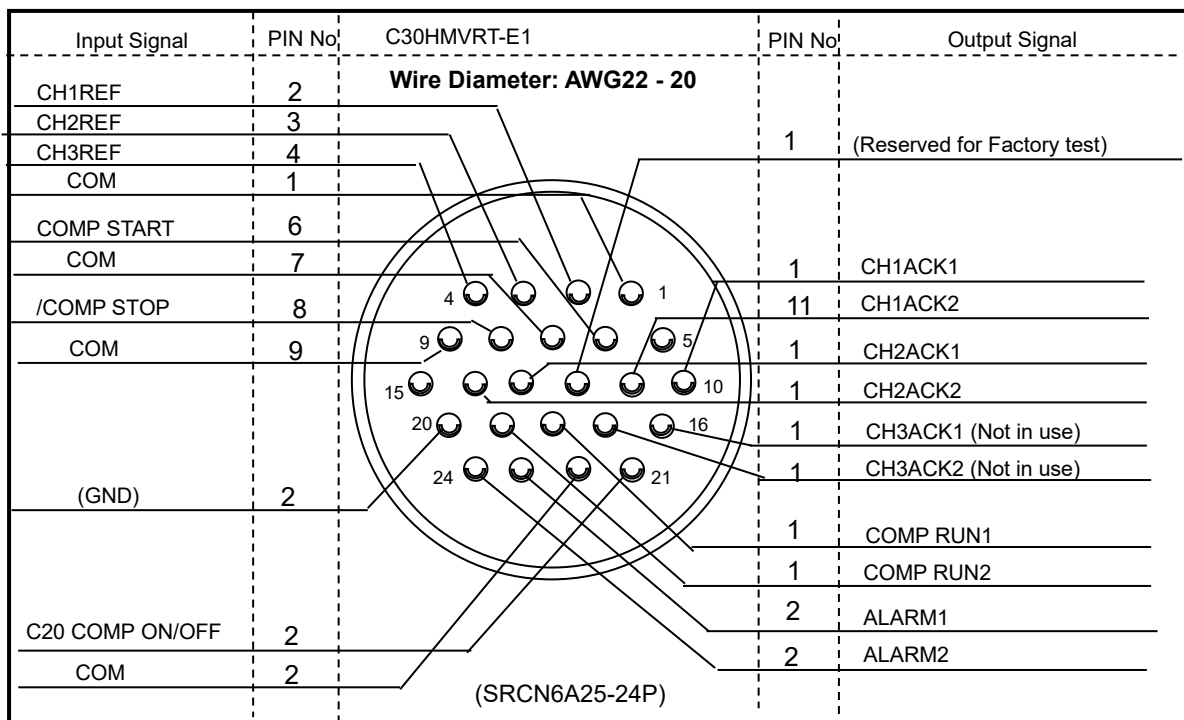 Input Signal PIN No C30HMVRT-E1 PIN No Output Signal
Wire Diameter: AWG22 - 20
CH1REF 2
CH2REF 3
1 (Reserved for Factory test)
CH3REF 4
COM 1
COMP START 6
COM 7
1 CH1ACK1
4 1
/COMP STOP 8
11 CH1ACK2
9 5
COM 9
1 CH2ACK1
15 10
1 CH2ACK2
20 16
1 CH3ACK1 (Not in use)
1 CH3ACK2 (Not in use)
24 21
(GND) 2
1 COMP RUN1
1 COMP RUN2
2 ALARM1
C20 COMP ON/OFF 2
2 ALARM2
COM 2
(SRCN6A25-24P)